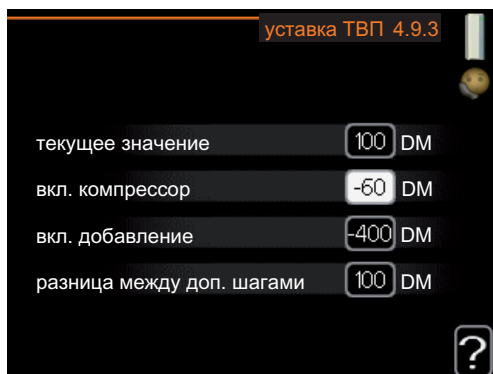 уставка ТВП 4.9.3
текущее значение 100 DM
вкл. компрессор -60 DM
вкл. добавление -400 DM
разница между доп. шагами 100 DM
?